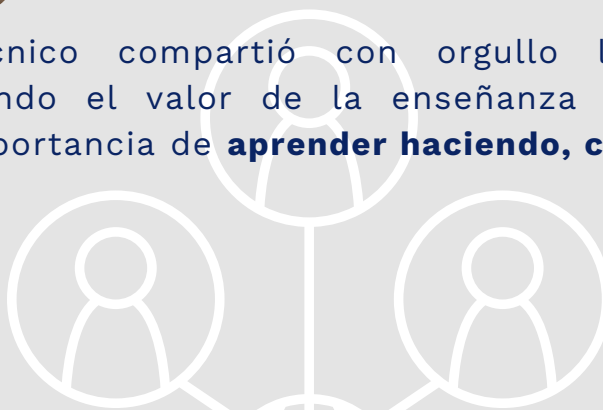 cnico compartió con orgullo l
ndo el valor de la enseñanza
portancia de aprender haciendo, c